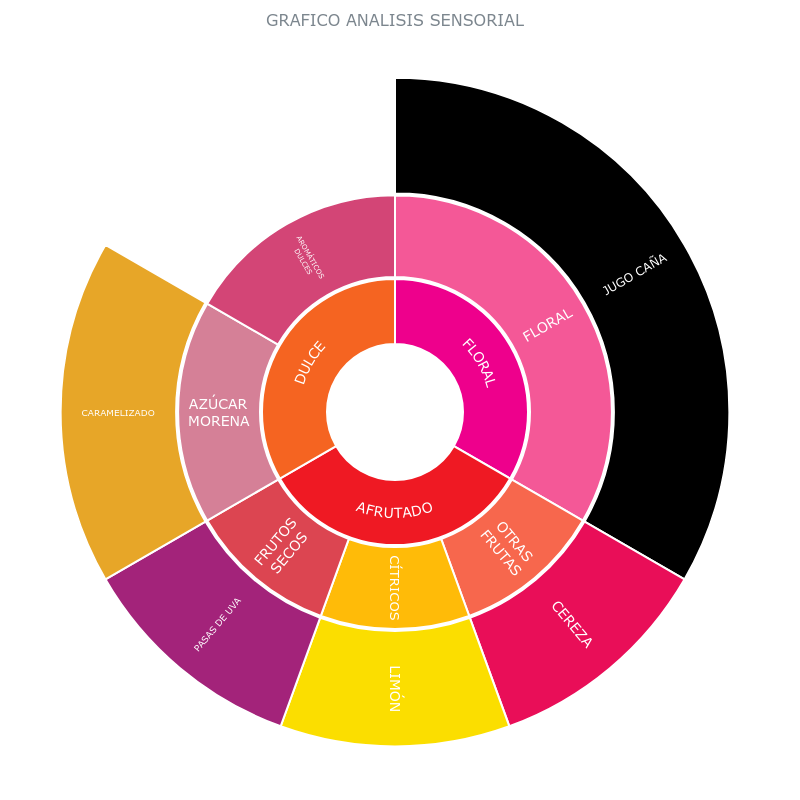 GRAFICO ANALISIS SENSORIAL
JUGO CAÑA
AROMÁTICOS
DULCES
FLORAL
DULCE
FLORAL
CARAMELIZADO
AZÚCAR
MORENA
AFRUTADO
FRUTOS
SECOS
CÍTRICOS
OTRAS
FRUTAS
PASAS DE UVA
LIMÓN
CEREZA